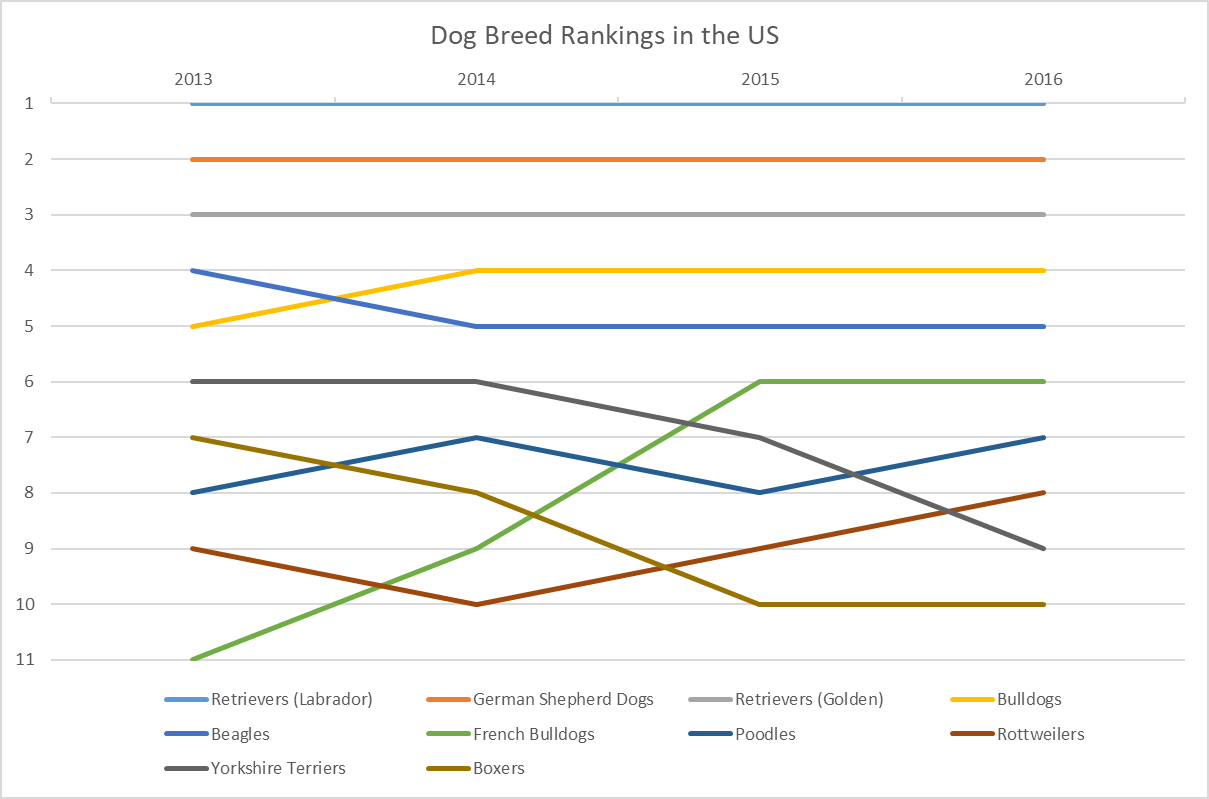 Dog Breed Rankings in the US
2013 2014 2015 2016
1
2
3
4
5
6
7
8
9
10
11
Retrievers (Labrador) German Shepherd Dogs Retrievers (Golden) Bulldogs
Beagles French Bulldogs Poodles Rottweilers
Yorkshire Terriers Boxers